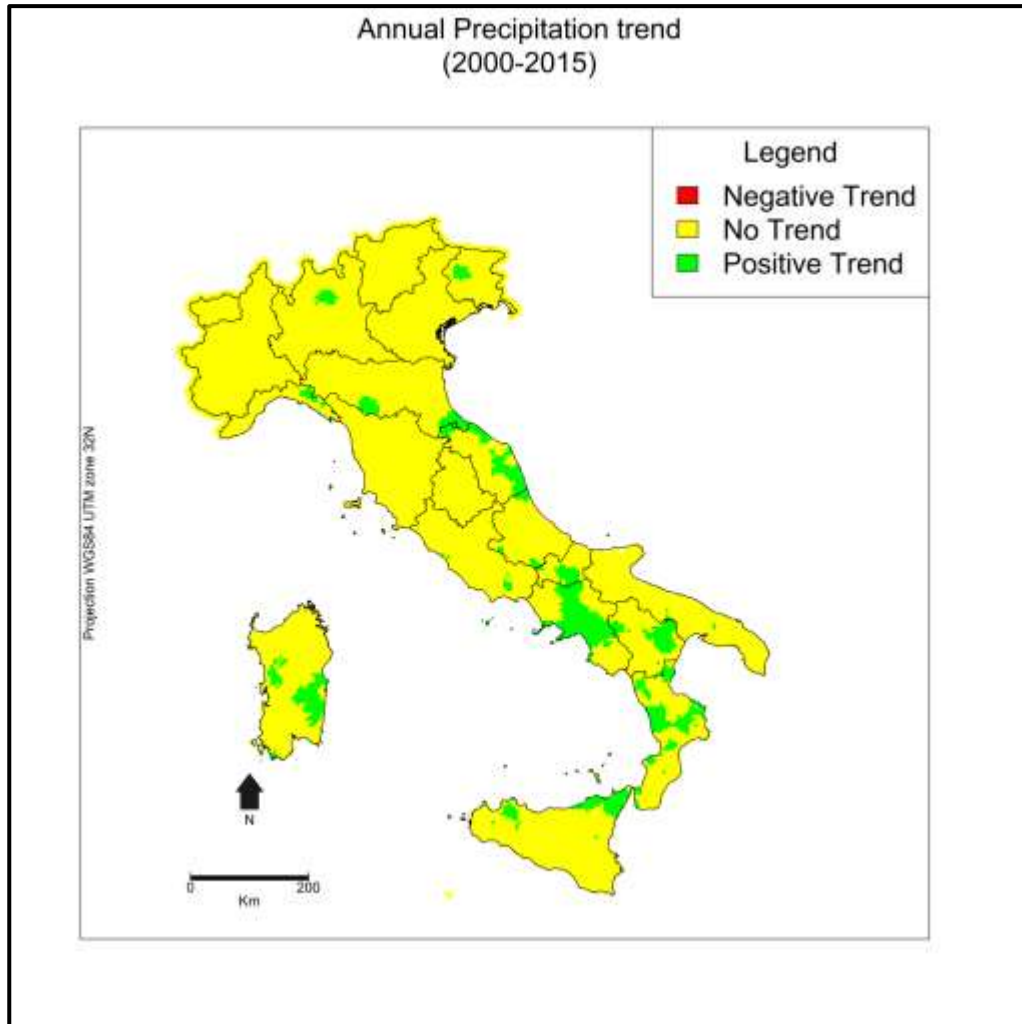 Annual Precipitation trend
(2000-2015)
Legend
Negative Trend
No Trend
Positive Trend
Projection WGS84 UTM zone 32N
N
0 200
Km